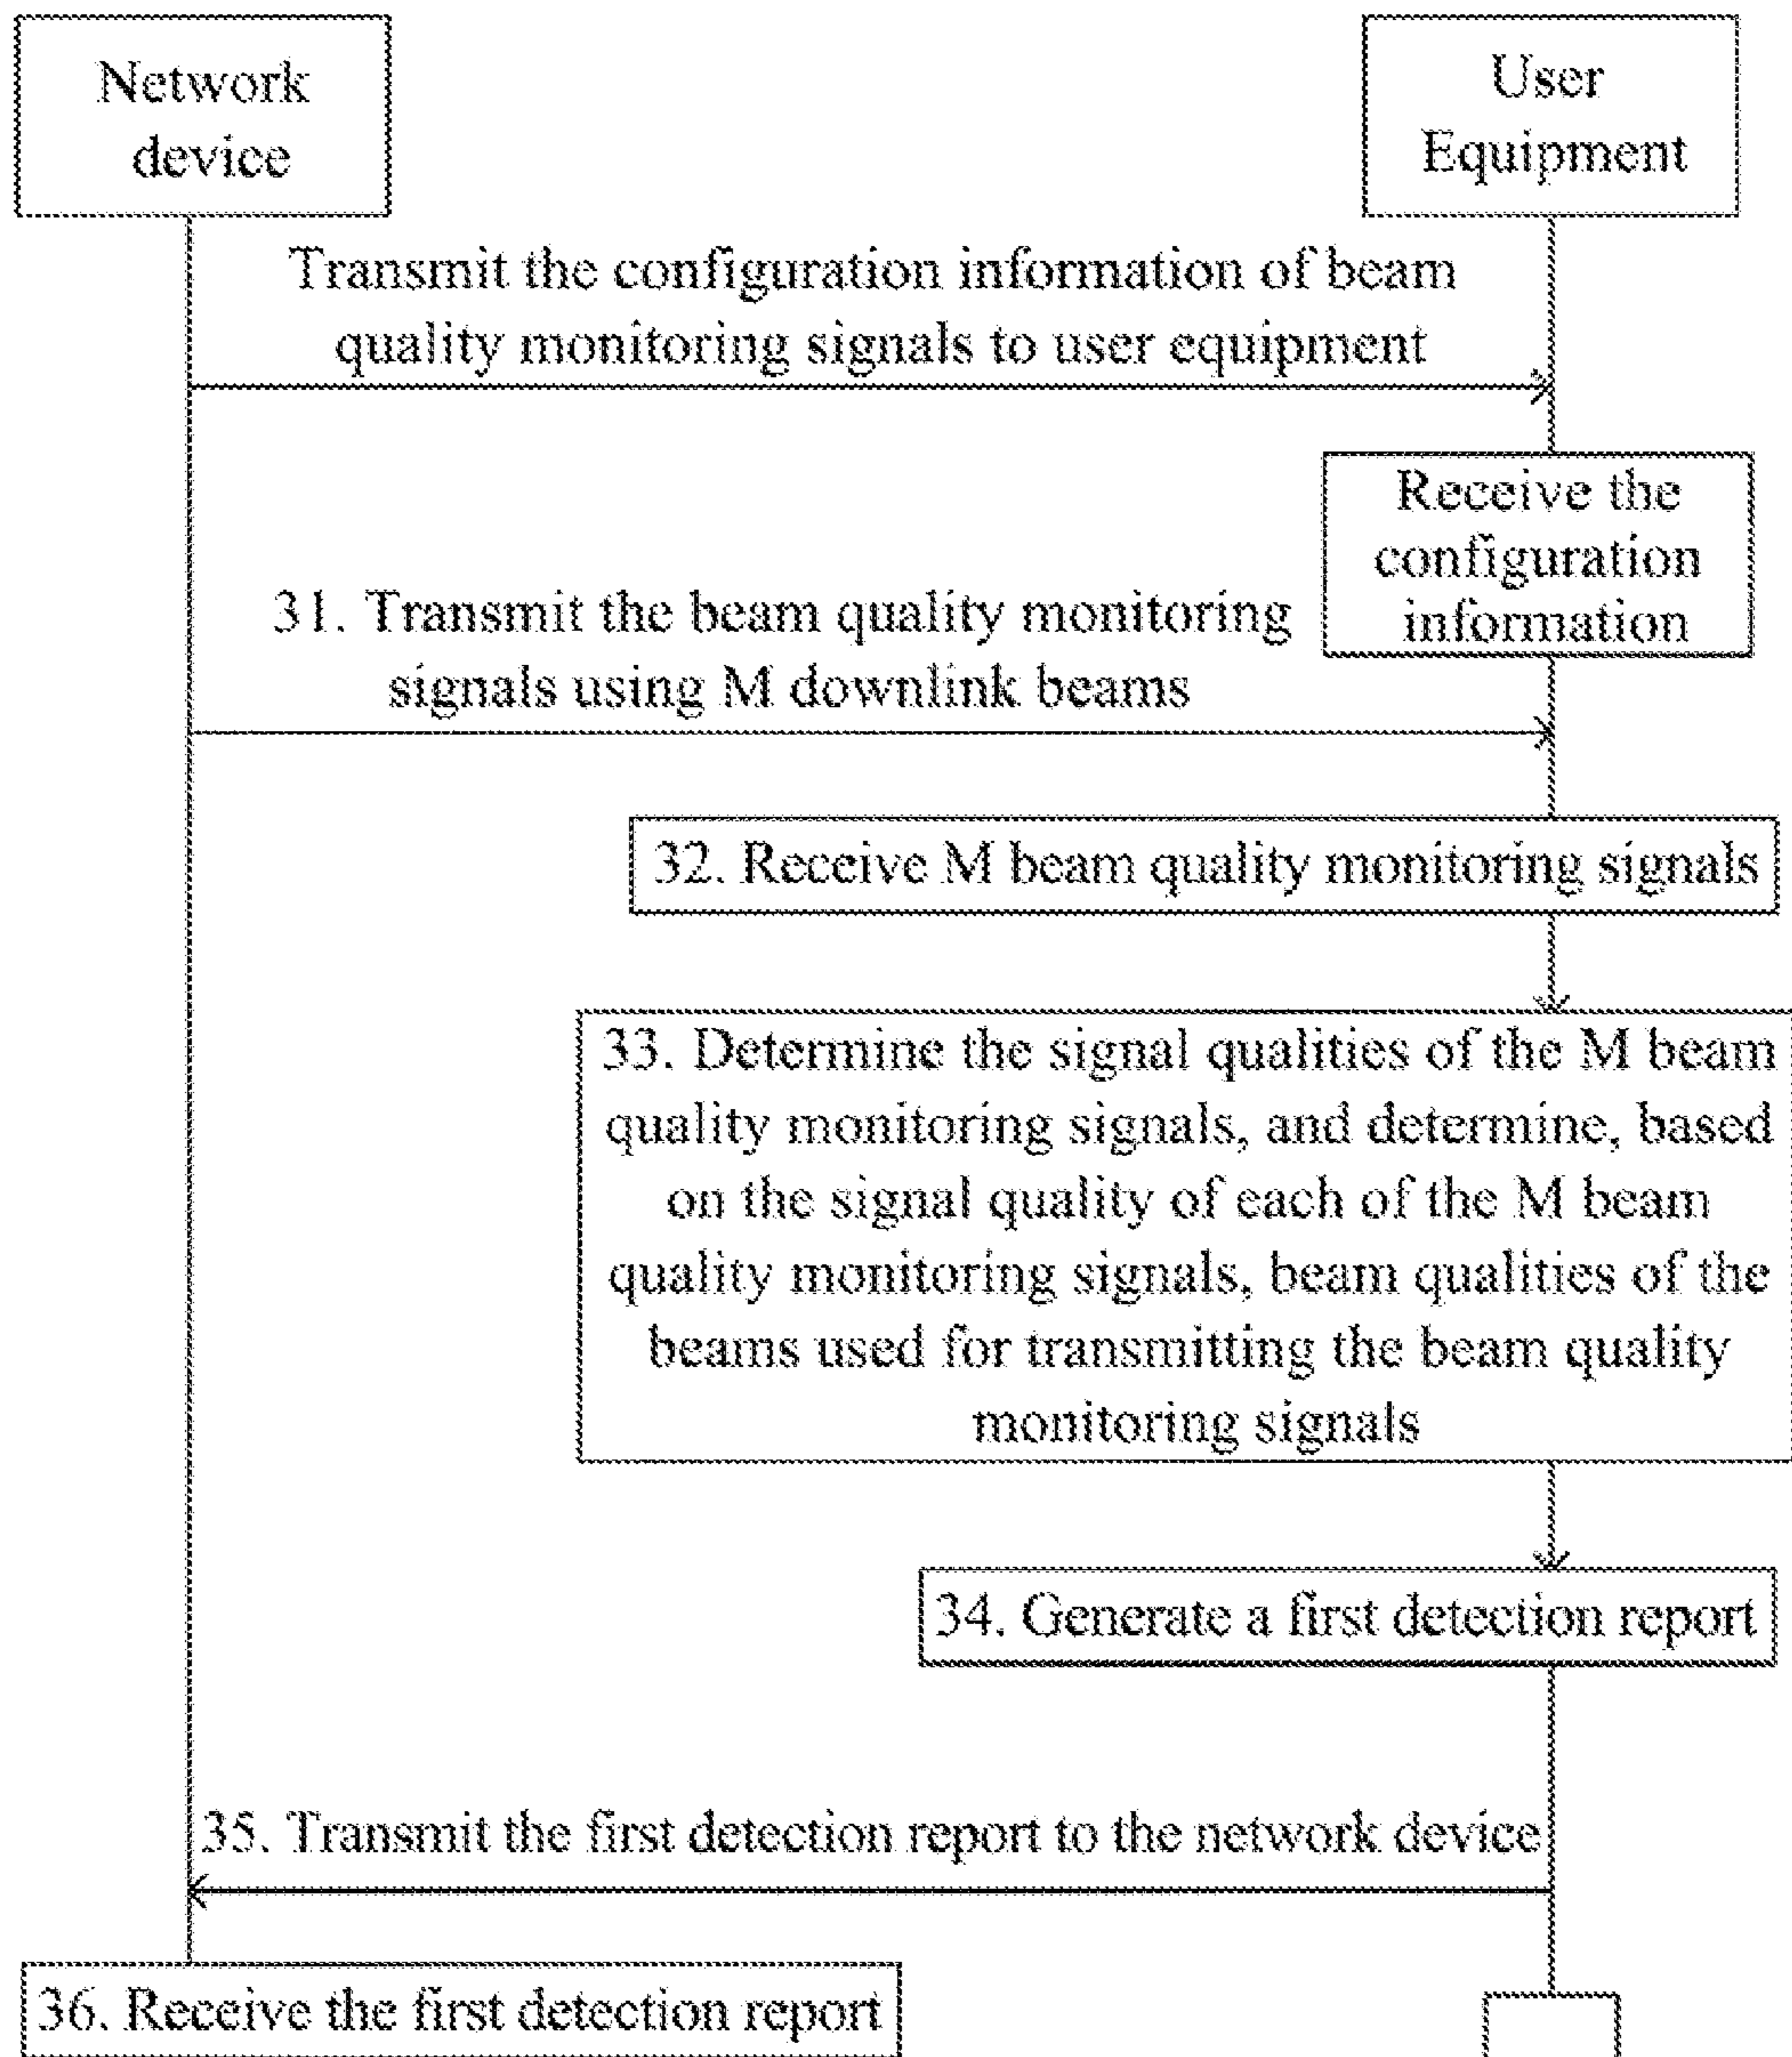 Network
device
User
Equipment
Transmit the configuration information of beam
quality monitoring signals to user equipment
Receive the
configuration
information
31. Transmit the beam quality monitoring
signals using M downlink beams
32. Receive M beam quality monitoring signals
33. Determine the signal qualities of the M beam
quality monitoring signals, and determine, based
on the signal quality of each of the M beam
quality monitoring signals, beam qualities of the
beams used for transmitting the beam quality
monitoring signals
34. Generate a first detection report
35. Transmit the first detection report to the network device
36. Receive the first detection report